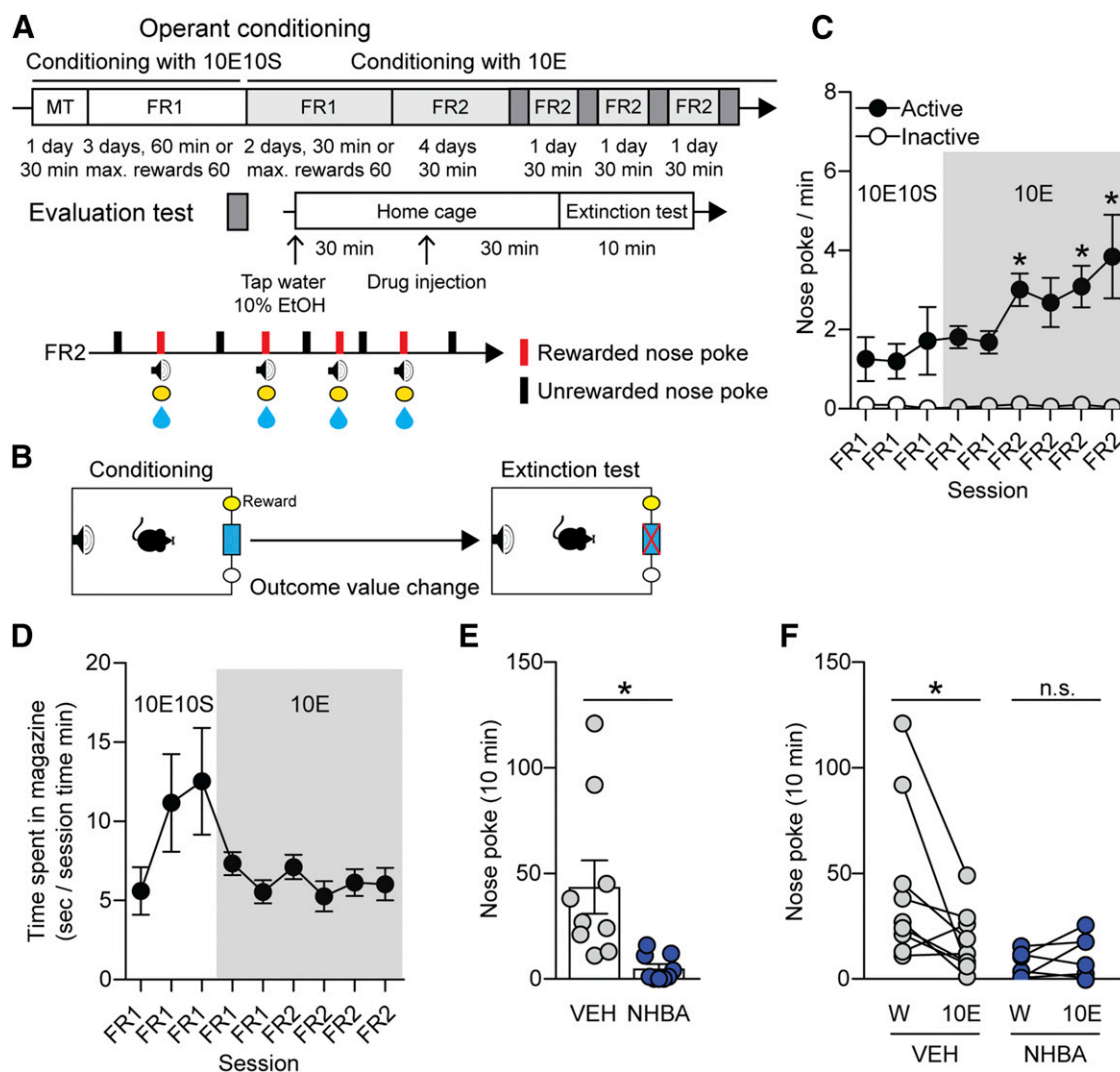 A
Operant conditioning
Conditioning with 10E10S
Conditioning with 10E
MT FR1 FR1 FR2 FR2 FR2 FR2
1 day 3 days, 60 min or 2 days, 30 min or 4 days 1 day 1 day 1 day
30 min max. rewards 60 max. rewards 60 30 min 30 min 30 min 30 min
Evaluation test
Home cage Extinction test
30 min 30 min 10 min
Tap water Drug injection
10% EtOH
FR2
Rewarded nose poke
Unrewarded nose poke
B
Conditioning Extinction test
Reward
Outcome value change
C
Active
Inactive
10E10S 10E
* * *
Nose poke / min
8
6
4
2
0
FR1 FR1 FR1 FR1 FR1 FR2 FR2 FR2 FR2
Session
D
10E10S 10E
Time spent in magazine
(sec / session time min)
20
15
10
5
0
FR1 FR1 FR1 FR1 FR1 FR2 FR2 FR2 FR2
Session
E
*
Nose poke (10 min)
150
100
50
0
VEH NHBA
F
* n.s.
Nose poke (10 min)
150
100
50
0
W 10E W 10E
VEH NHBA